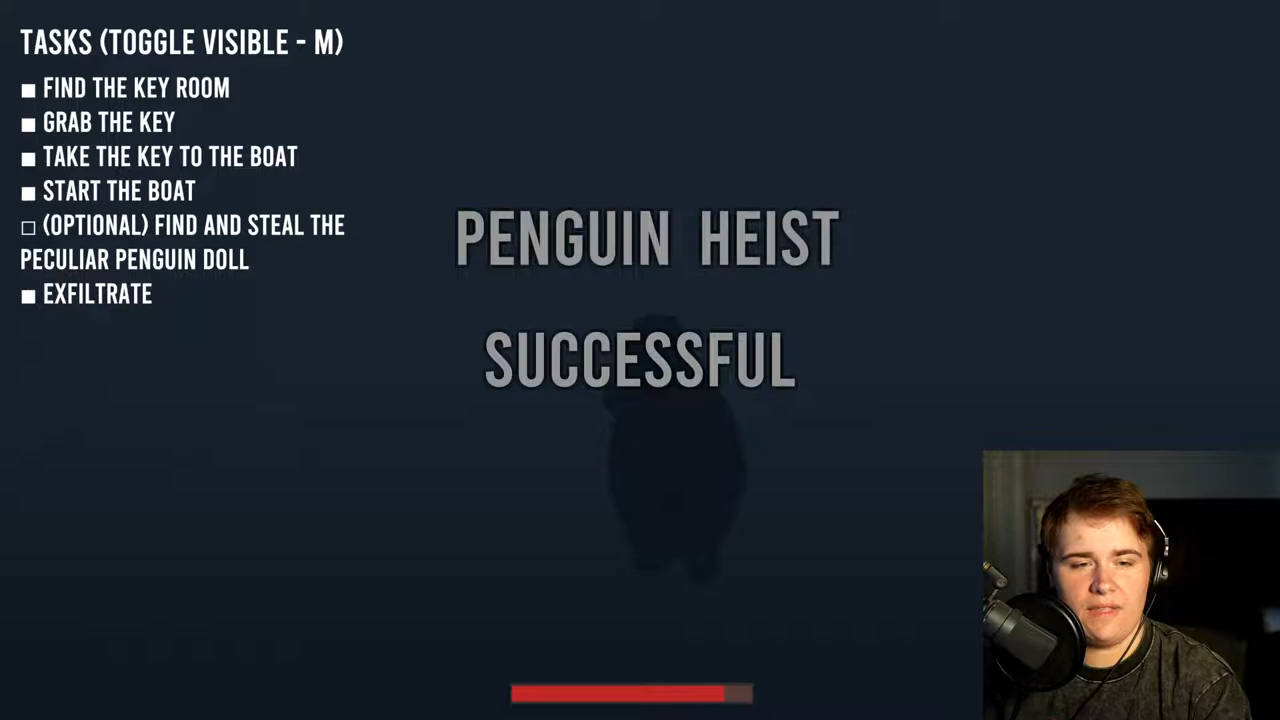 TASKS (TOGGLE VISIBLE - M)
■ FIND THE KEY ROOM
■ GRAB THE KEY
■ TAKE THE KEY TO THE BOAT
■ START THE BOAT
□ (OPTIONAL) FIND AND STEAL THE
PECULIAR PENGUIN DOLL
■ EXFILTRATE
PENGUIN HEIST
SUCCESSFUL